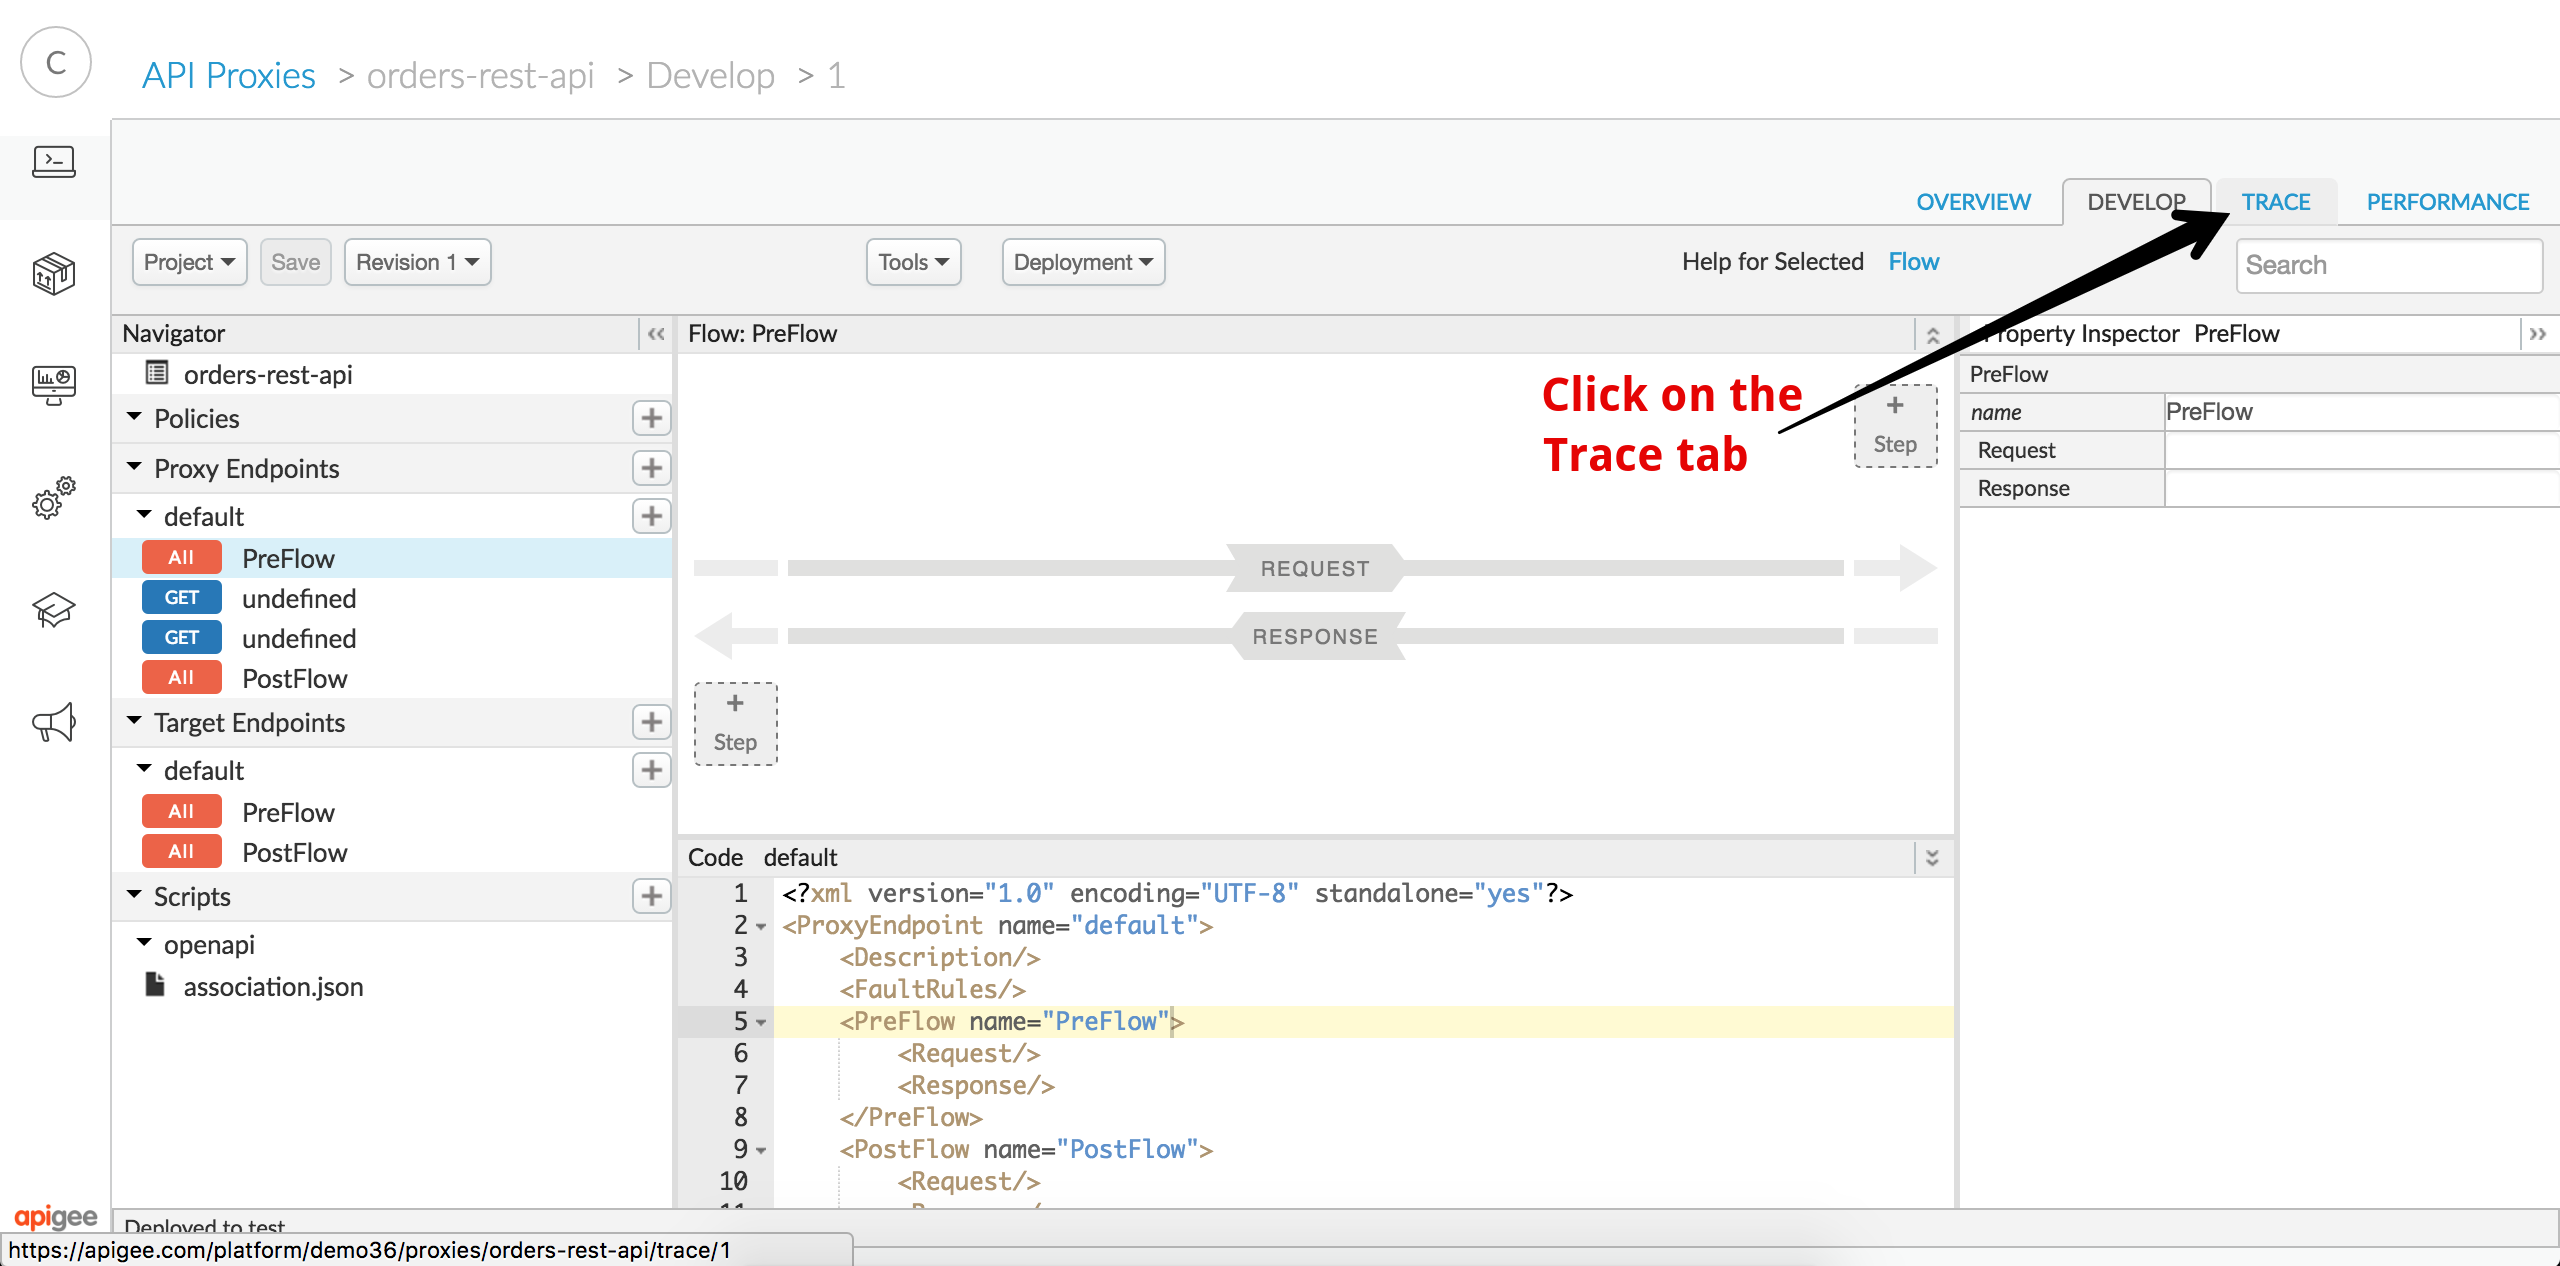 C
API Proxies > orders-rest-api > Develop > 1
OVERVIEW DEVELOP TRACE PERFORMANCE
Project Save Revision 1 Tools Deployment Help for Selected Flow Search
Navigator
orders-rest-api
Policies
Proxy Endpoints
default
All PreFlow
GET undefined
GET undefined
All PostFlow
Target Endpoints
default
All PreFlow
All PostFlow
Scripts
openapi
association.json
Flow: PreFlow
Click on the
Trace tab
+
Step
REQUEST
RESPONSE
+
Step
Code default
1 <?xml version="1.0" encoding="UTF-8" standalone="yes"?>
2 <ProxyEndpoint name="default">
3 <Description/>
4 <FaultRules/>
5 <PreFlow name="PreFlow">
6 <Request/>
7 <Response/>
8 </PreFlow>
9 <PostFlow name="PostFlow">
10 <Request/>
Property Inspector PreFlow
PreFlow
name PreFlow
Request
Response
apigee
Deployed to test
https://apigee.com/platform/demo36/proxies/orders-rest-api/trace/1